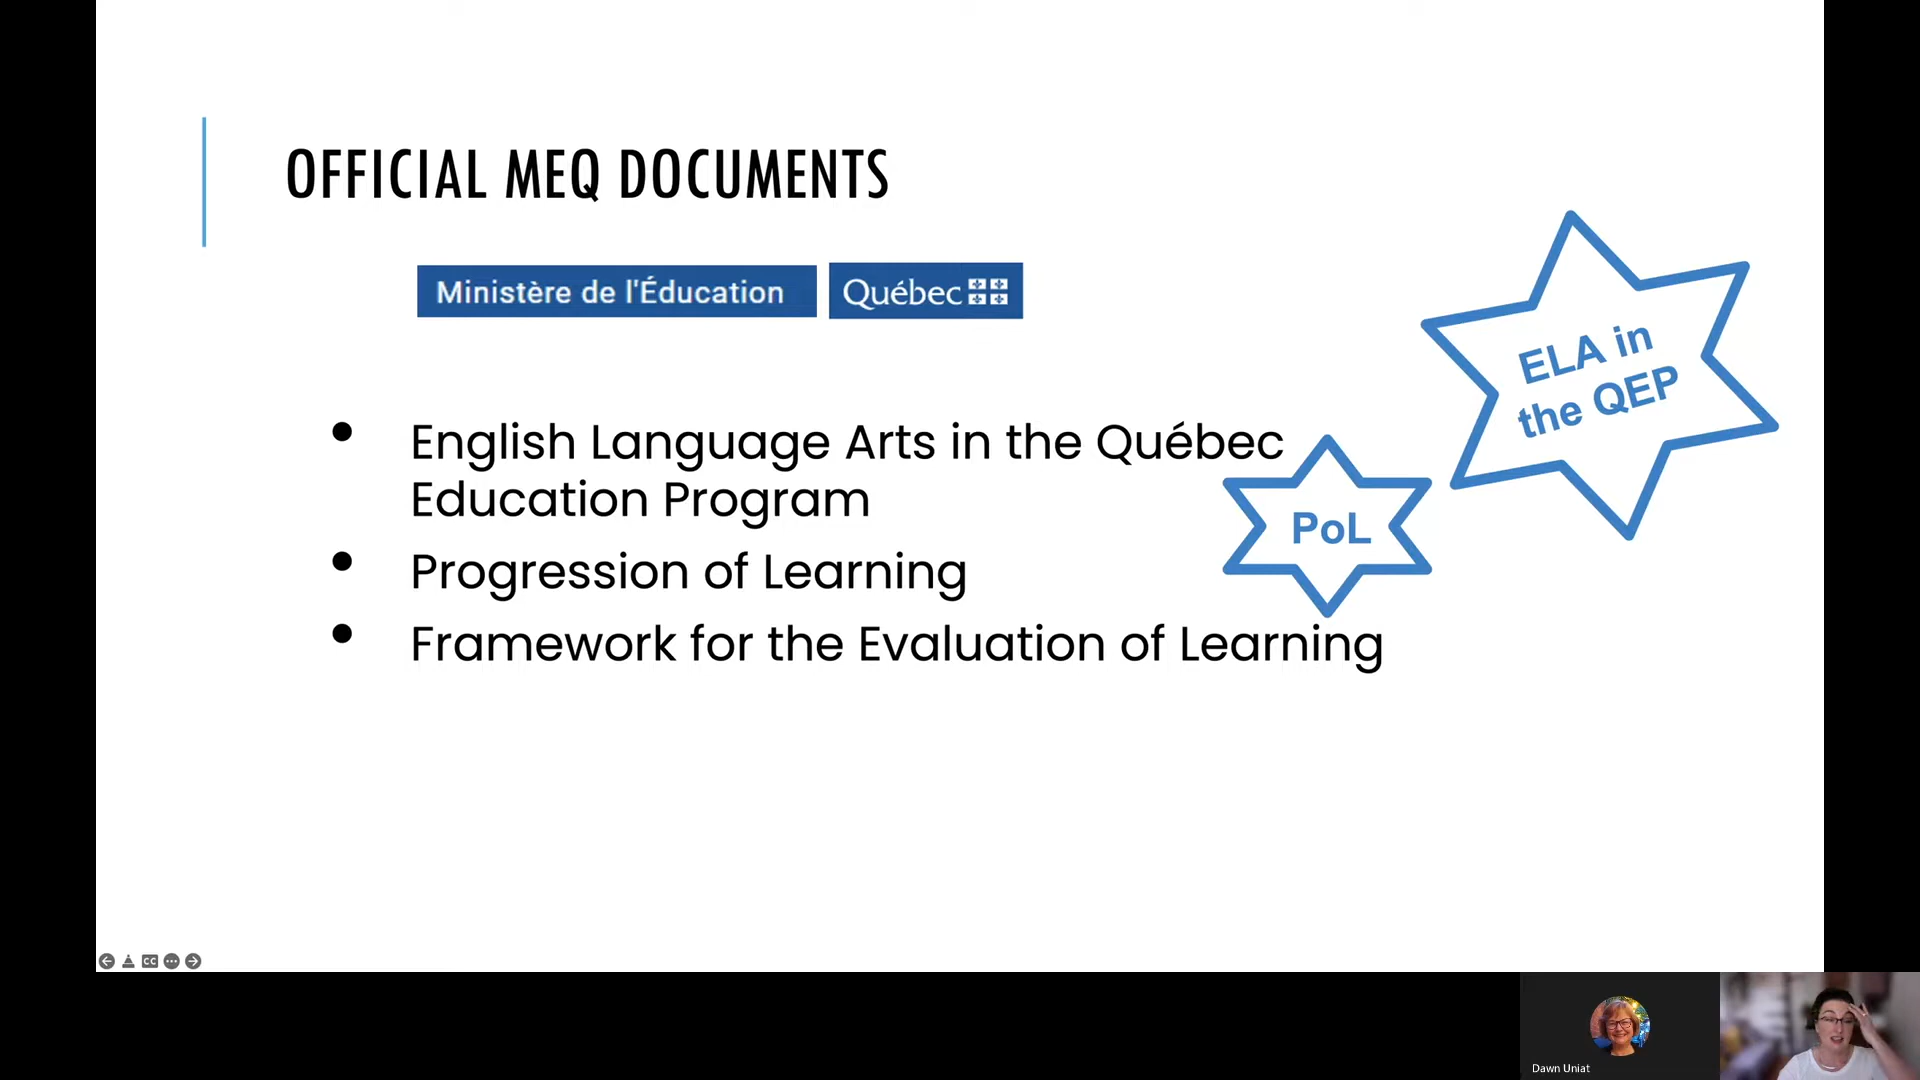 OFFICIAL MEQ DOCUMENTS
Ministère de l'Éducation
Québec
ELA in
the QEP
English Language Arts in the Québec
Education Program
PoL
Progression of Learning
Framework for the Evaluation of Learning
CC
Dawn Uniat